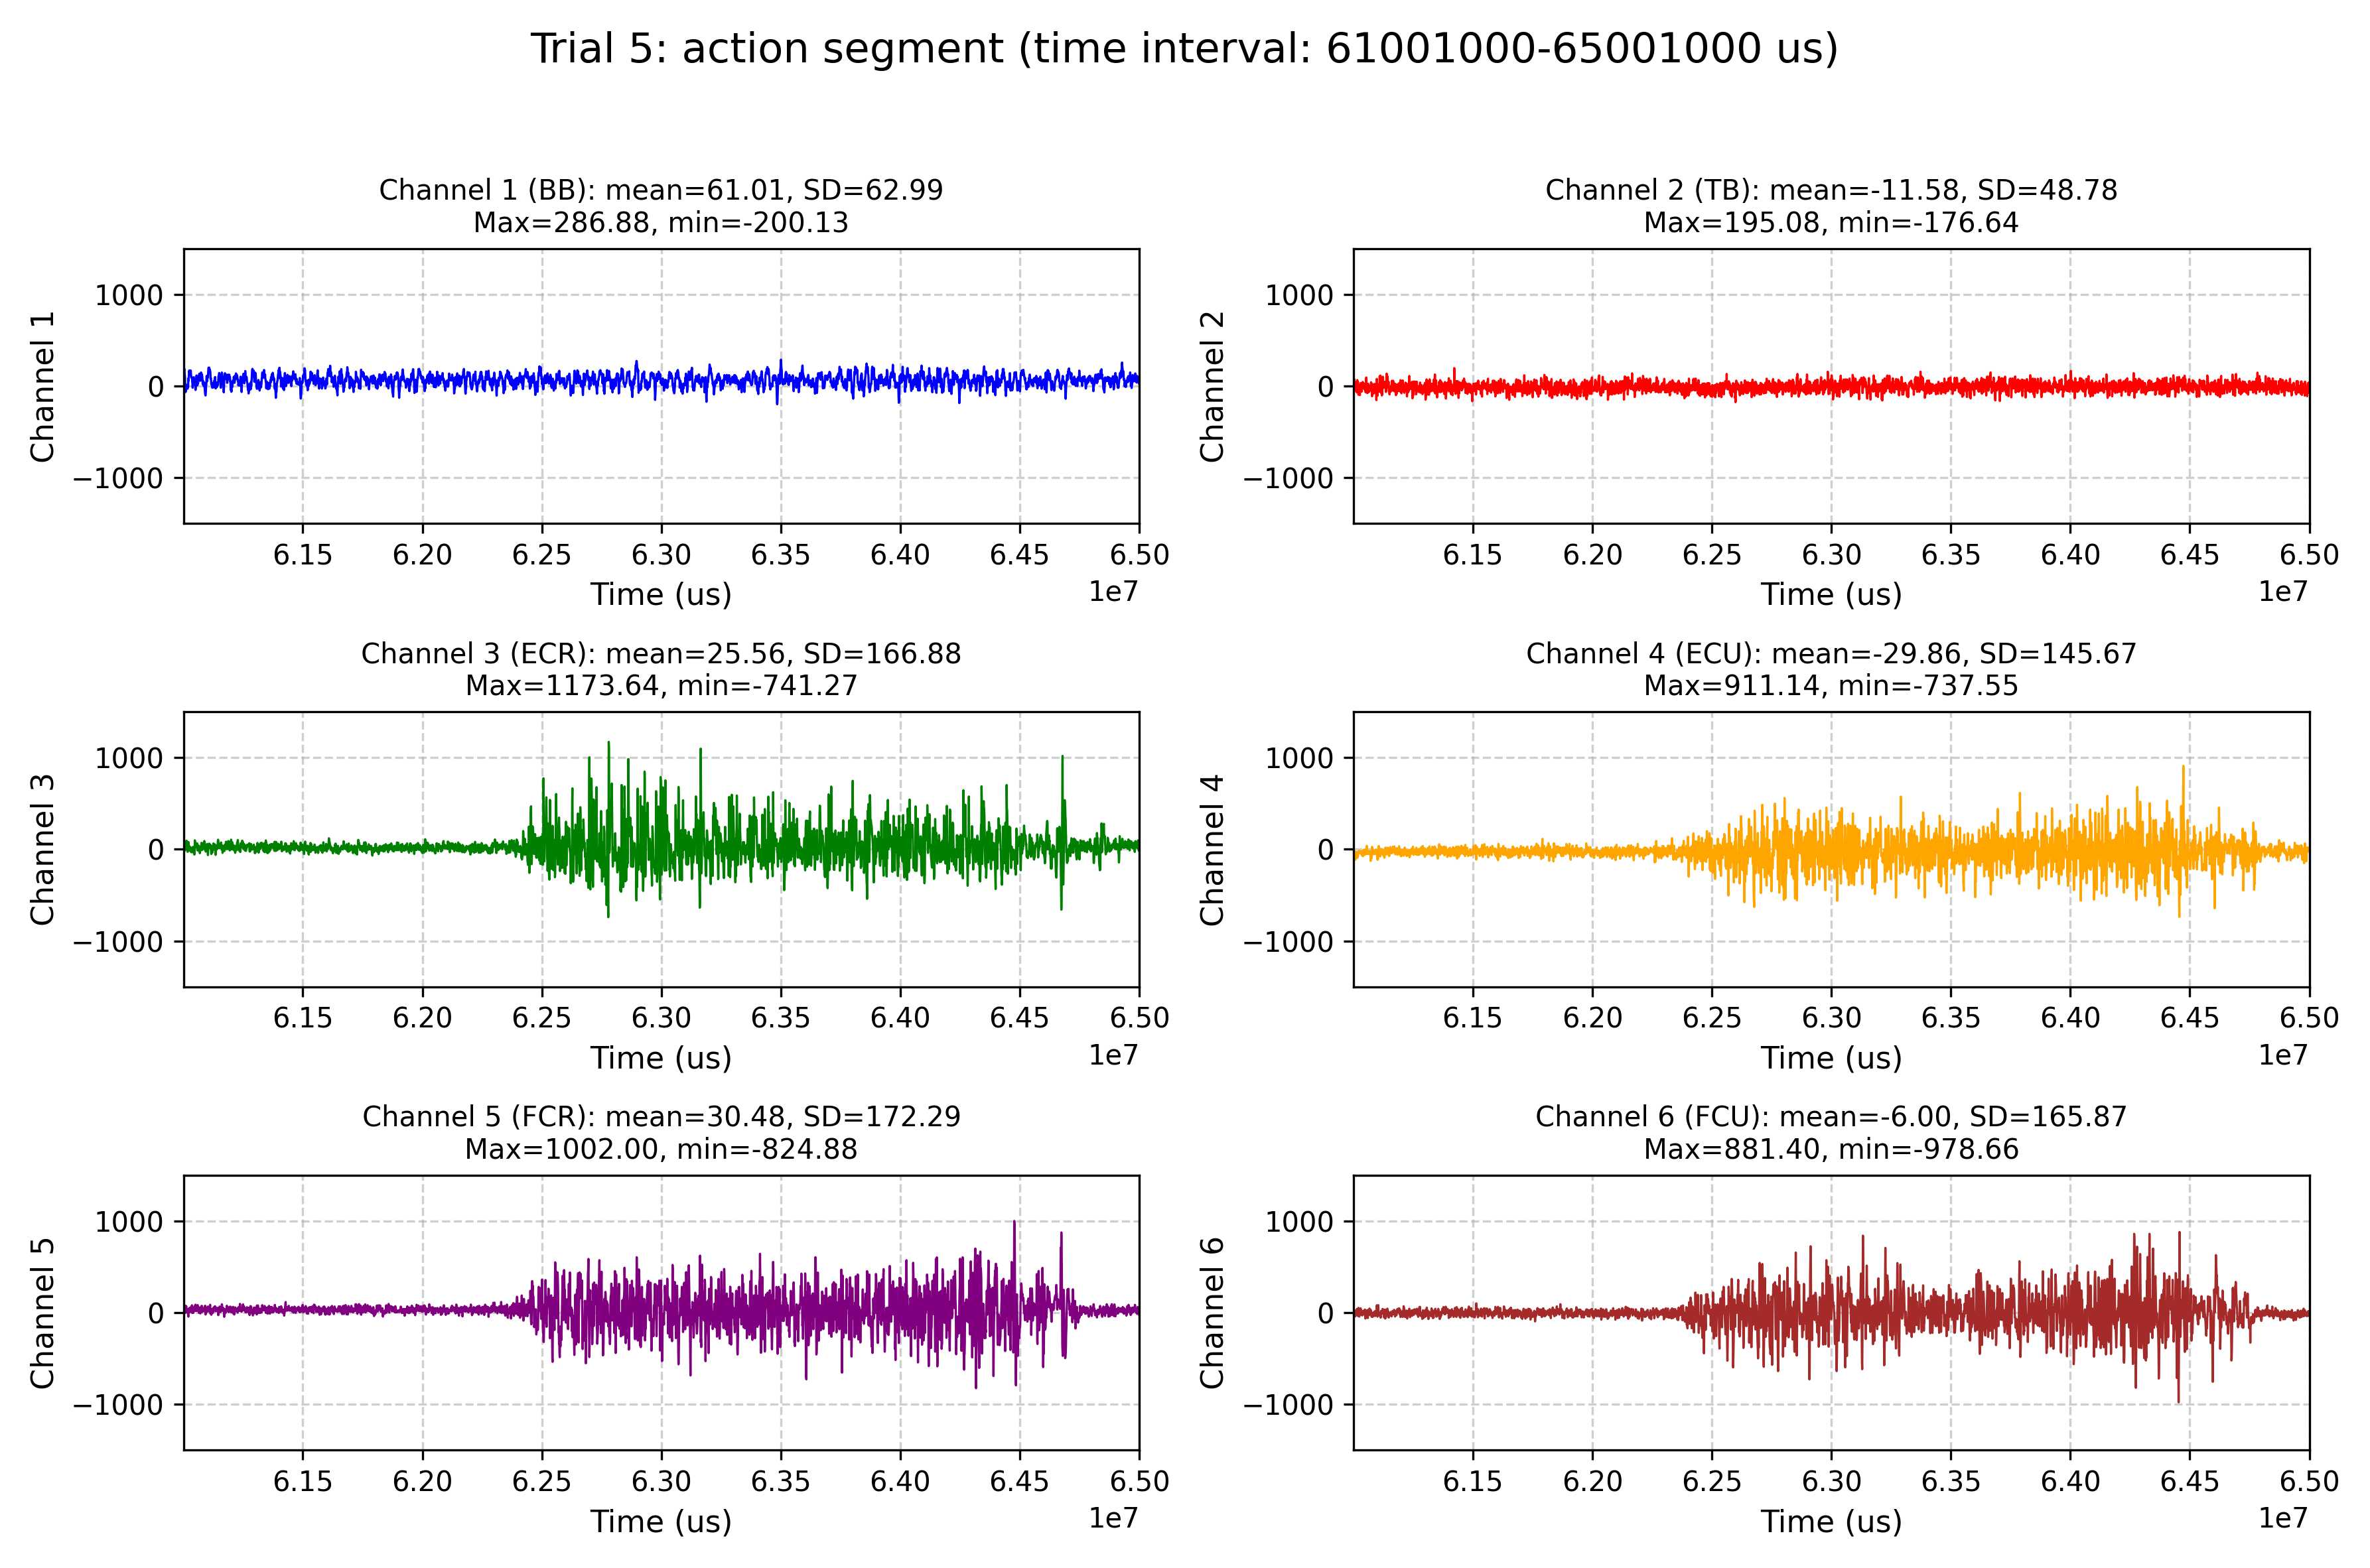 Trial 5: action segment (time interval: 61001000-65001000 us)
Channel 1 (BB): mean=61.01, SD=62.99
Max=286.88, min=-200.13
Channel 1
1000
0
−1000
6.15 6.20 6.25 6.30 6.35 6.40 6.45 6.50
Time (us)
1e7
Channel 2 (TB): mean=-11.58, SD=48.78
Max=195.08, min=-176.64
Channel 2
1000
0
−1000
6.15 6.20 6.25 6.30 6.35 6.40 6.45 6.50
Time (us)
1e7
Channel 3 (ECR): mean=25.56, SD=166.88
Max=1173.64, min=-741.27
Channel 3
1000
0
−1000
6.15 6.20 6.25 6.30 6.35 6.40 6.45 6.50
Time (us)
1e7
Channel 4 (ECU): mean=-29.86, SD=145.67
Max=911.14, min=-737.55
Channel 4
1000
0
−1000
6.15 6.20 6.25 6.30 6.35 6.40 6.45 6.50
Time (us)
1e7
Channel 5 (FCR): mean=30.48, SD=172.29
Max=1002.00, min=-824.88
Channel 5
1000
0
−1000
6.15 6.20 6.25 6.30 6.35 6.40 6.45 6.50
Time (us)
1e7
Channel 6 (FCU): mean=-6.00, SD=165.87
Max=881.40, min=-978.66
Channel 6
1000
0
−1000
6.15 6.20 6.25 6.30 6.35 6.40 6.45 6.50
Time (us)
1e7